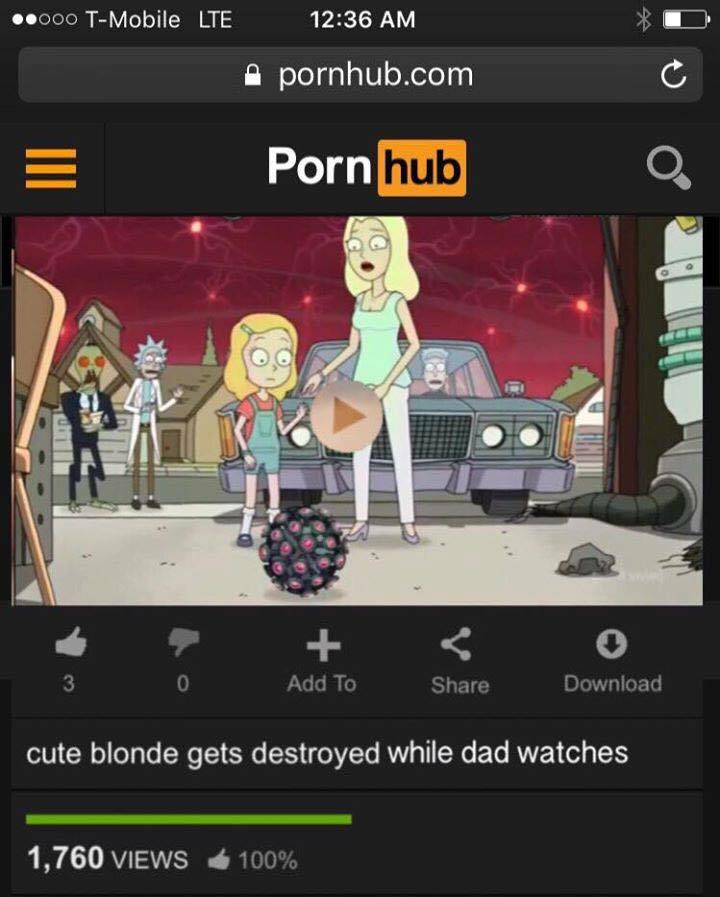 T-Mobile LTE 12:36 AM
pornhub.com
Porn hub
3 0 Add To Share Download
cute blonde gets destroyed while dad watches
1,760 VIEWS 100%